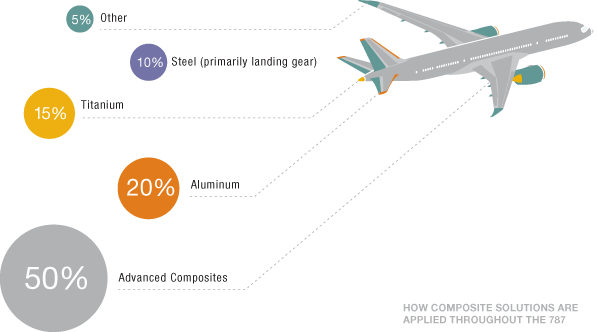 5% Other
10% Steel (primarily landing gear)
15% Titanium
20% Aluminum
50% Advanced Composites
HOW COMPOSITE SOLUTIONS ARE
APPLIED THROUGHOUT THE 787